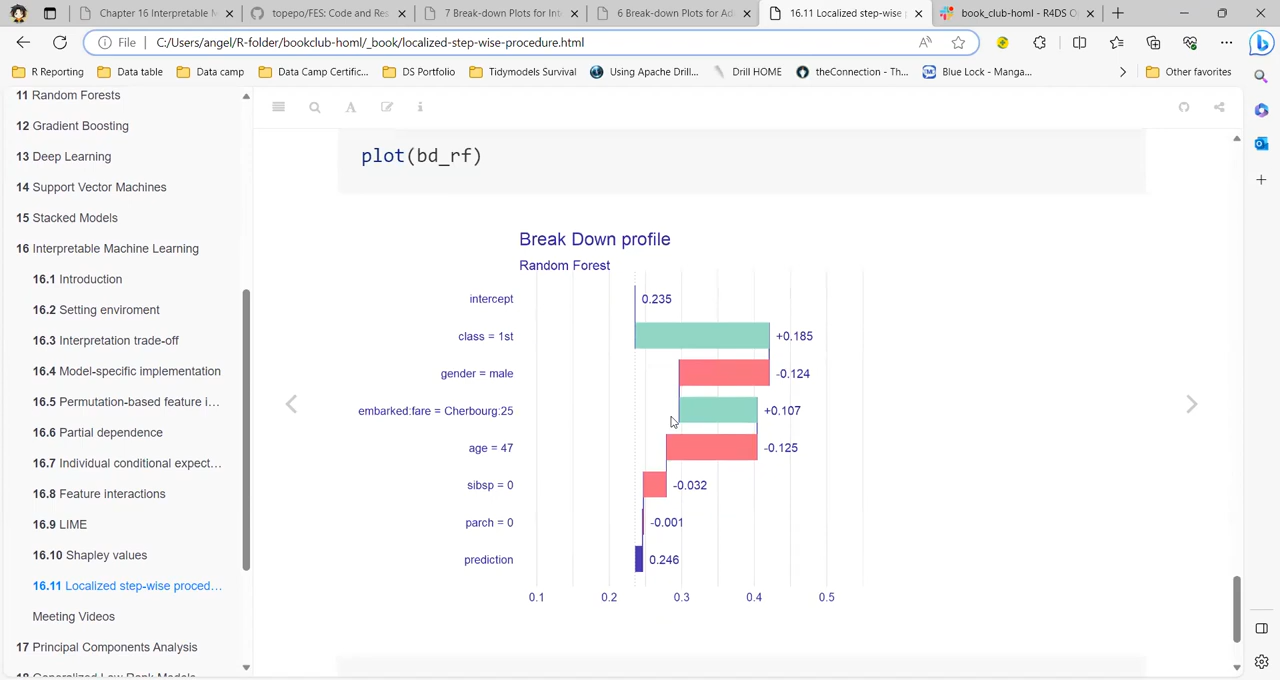 Chapter 16 Interpretable M
topepo/FES: Code and Res
7 Break-down Plots for Int
6 Break-down Plots for Ad
16.11 Localized step-wise
book_club-homl - R4DS O
File
C:/Users/angel/R-folder/bookclub-homl/_book/localized-step-wise-procedure.html
R Reporting
Data table
Data camp
Data Camp Certific...
DS Portfolio
Tidymodels Survival
Using Apache Drill...
Drill HOME
theConnection - Th...
Blue Lock - Manga...
Other favorites
11 Random Forests
12 Gradient Boosting
13 Deep Learning
14 Support Vector Machines
15 Stacked Models
16 Interpretable Machine Learning
16.1 Introduction
16.2 Setting enviroment
16.3 Interpretation trade-off
16.4 Model-specific implementation
16.5 Permutation-based feature i...
16.6 Partial dependence
16.7 Individual conditional expect...
16.8 Feature interactions
16.9 LIME
16.10 Shapley values
16.11 Localized step-wise proced...
Meeting Videos
17 Principal Components Analysis
18 Generalized Low Rank Models
plot(bd_rf)
Break Down profile
Random Forest
intercept 0.235
class = 1st +0.185
gender = male -0.124
embarked:fare = Cherbourg:25 +0.107
age = 47 -0.125
sibsp = 0 -0.032
parch = 0 -0.001
prediction 0.246
0.1 0.2 0.3 0.4 0.5